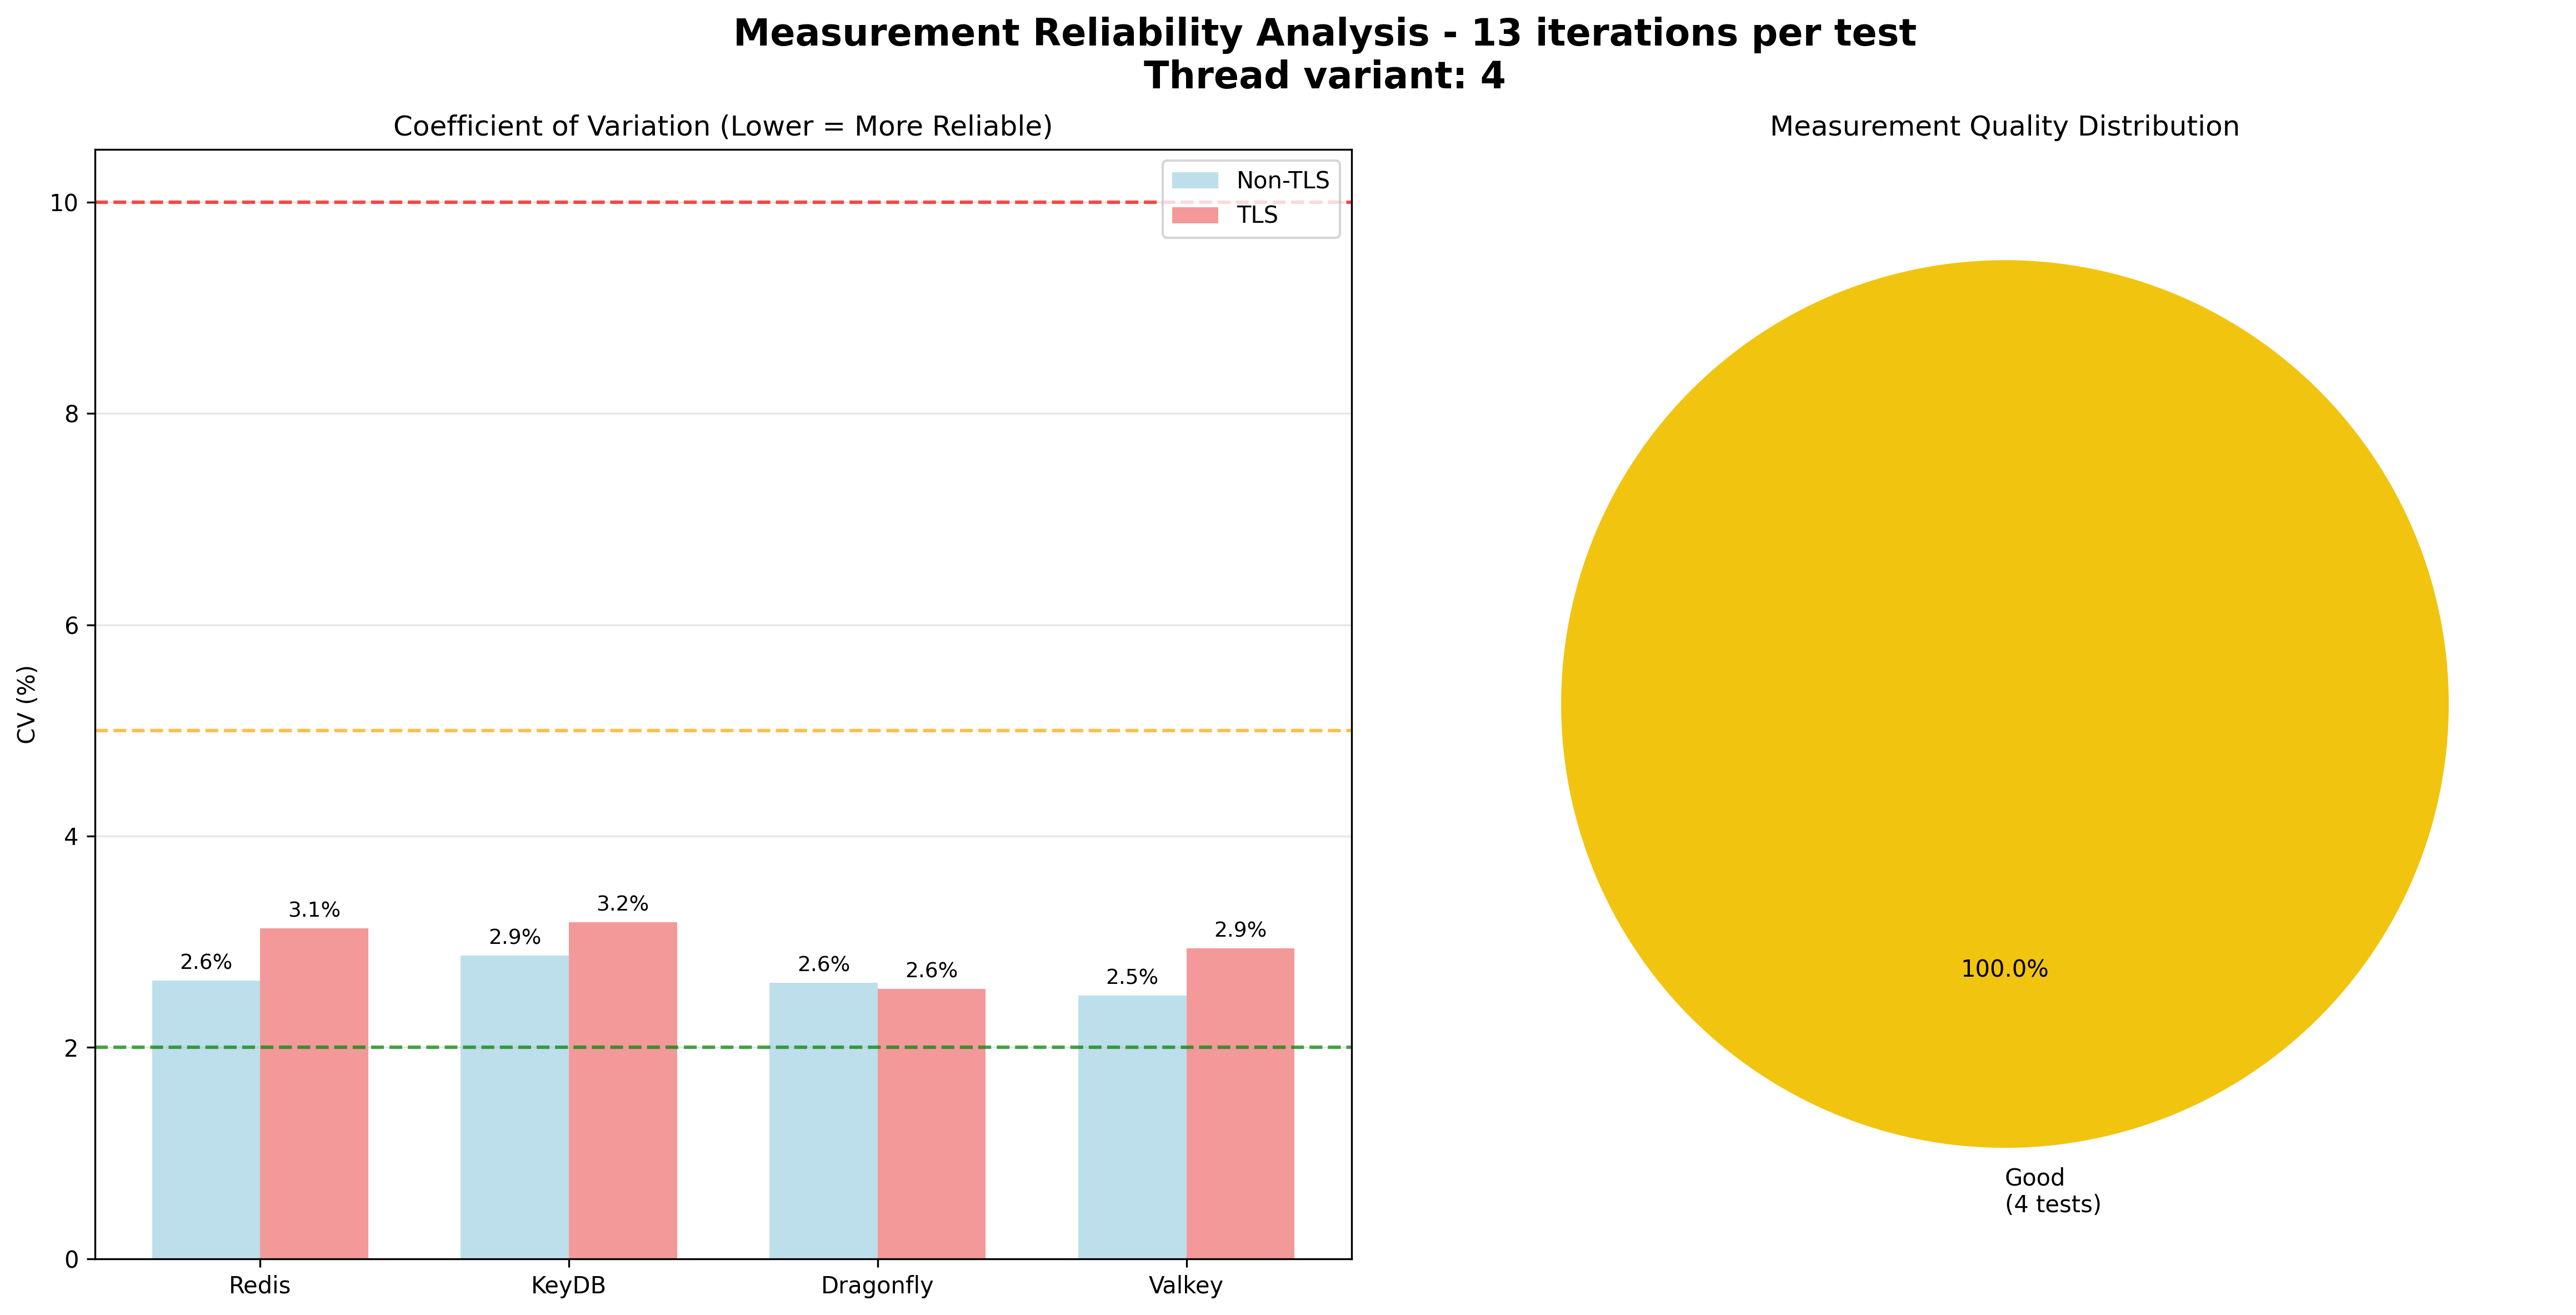 Measurement Reliability Analysis - 13 iterations per test
Thread variant: 4
Coefficient of Variation (Lower = More Reliable)
Non-TLS
TLS
CV (%)
10
8
6
4
2
0
2.6%
3.1%
2.9%
3.2%
2.6%
2.6%
2.5%
2.9%
Redis
KeyDB
Dragonfly
Valkey
Measurement Quality Distribution
100.0%
Good
(4 tests)